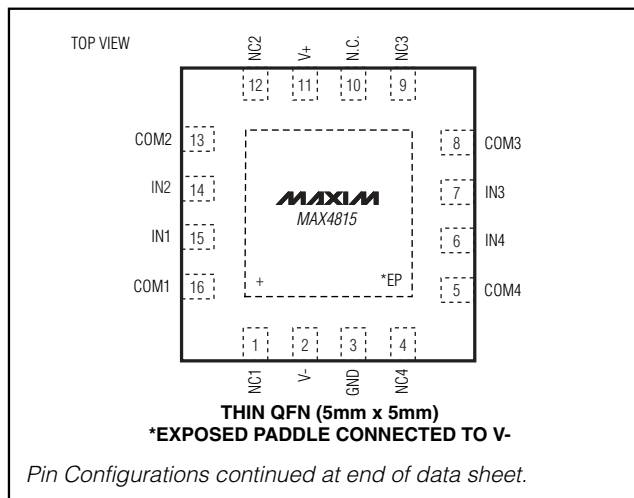 TOP VIEW
NC2
V+
N.C.
NC3
12
11
10
9
COM2
13
8
COM3
IN2
14
7
IN3
MAXIM
MAX4815
IN1
15
6
IN4
COM1
16
+
*EP
5
COM4
1
2
3
4
NC1
V-
GND
NC4
THIN QFN (5mm x 5mm)
*EXPOSED PADDLE CONNECTED TO V-
Pin Configurations continued at end of data sheet.